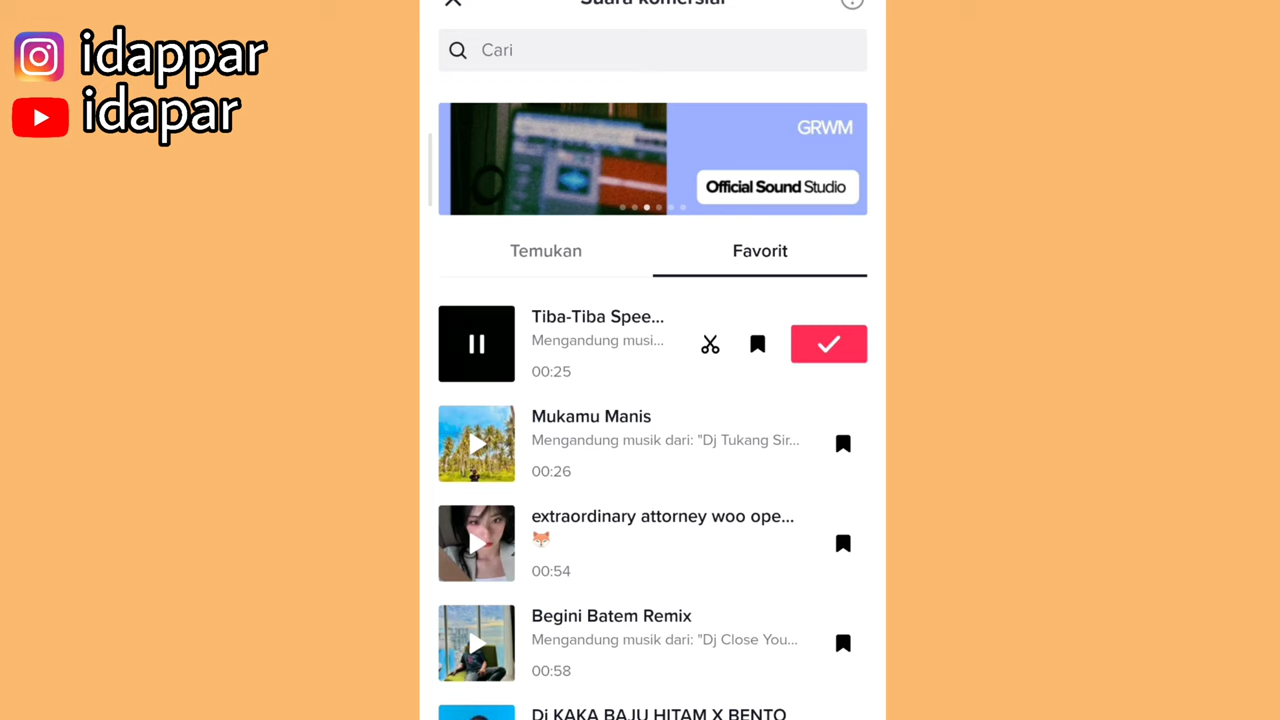 idappar
idapar
Suara komersial
Cari
GRWM
Official Sound Studio
Temukan
Favorit
Tiba-Tiba Spee...
Mengandung musi...
00:25
Mukamu Manis
Mengandung musik dari: "Dj Tukang Sir...
00:26
extraordinary attorney woo ope...
🦊
00:54
Begini Batem Remix
Mengandung musik dari: "Dj Close You...
00:58
Dj KAKA BAJU HITAM X BENTO